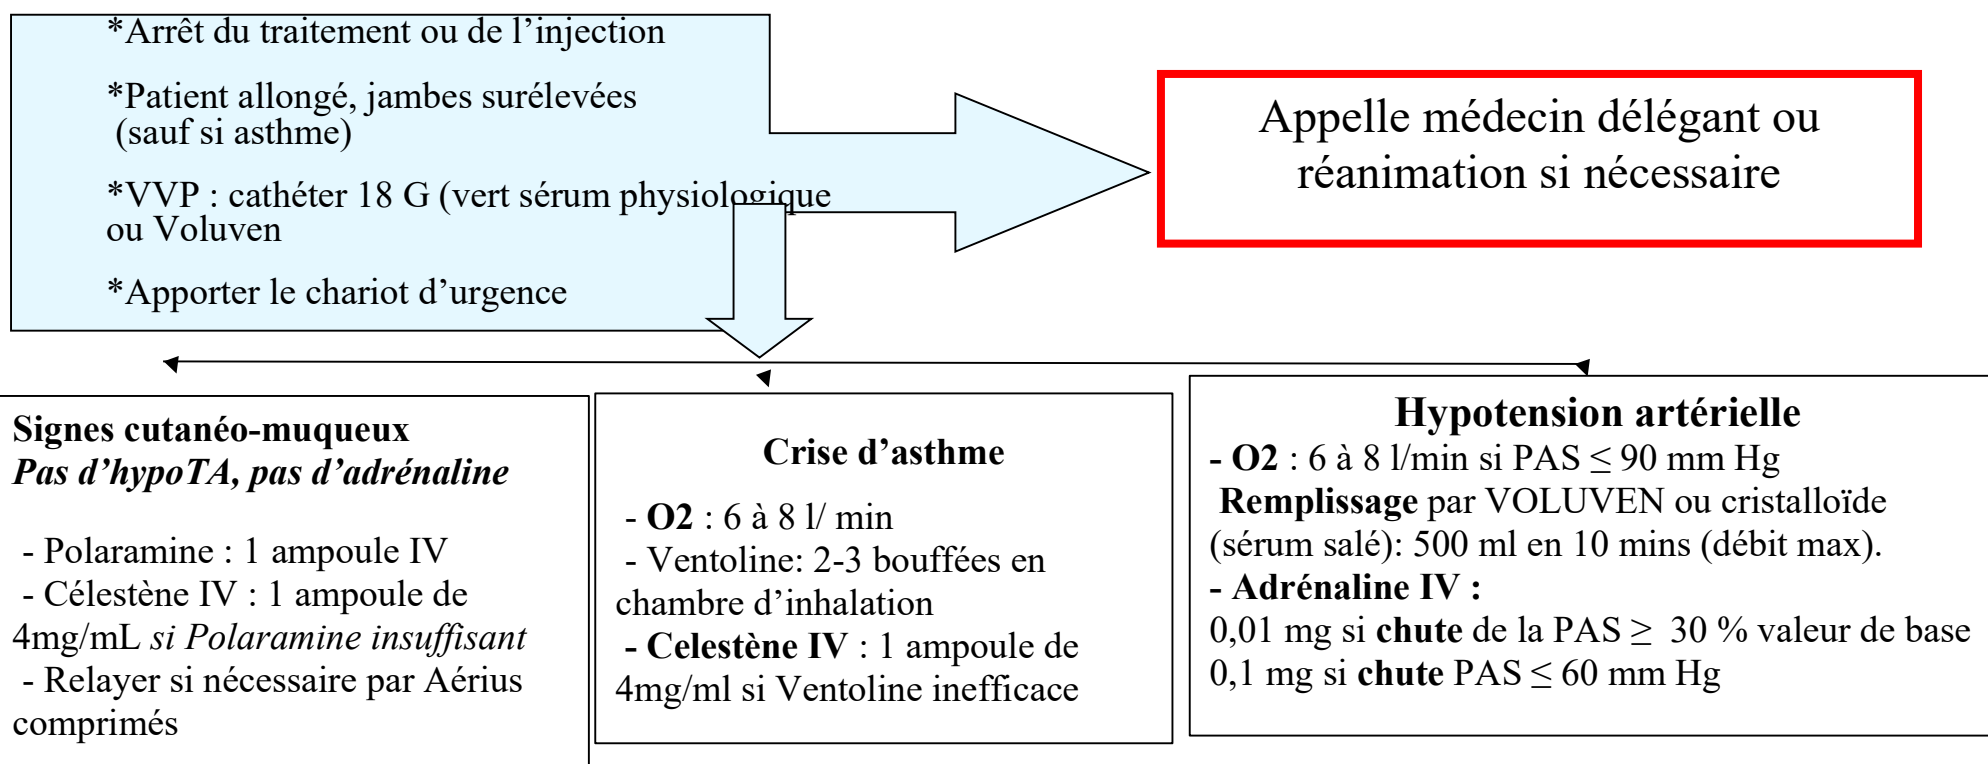 *Arrêt du traitement ou de l’injection
*Patient allongé, jambes surélevées
(sauf si asthme)
*VVP : cathéter 18 G (vert sérum physiologique
ou Voluven
*Apporter le chariot d’urgence
Appelle médecin délégant ou
réanimation si nécessaire
Signes cutanéo-muqueux
Pas d’hypoTA, pas d’adrénaline
- Polaramine : 1 ampoule IV
- Célestène IV : 1 ampoule de
4mg/mL si Polaramine insuffisant
- Relayer si nécessaire par Aérius
comprimés
Crise d’asthme
- O2 : 6 à 8 l/ min
- Ventoline: 2-3 bouffées en
chambre d’inhalation
- Celestène IV : 1 ampoule de
4mg/ml si Ventoline inefficace
Hypotension artérielle
- O2 : 6 à 8 l/min si PAS ≤ 90 mm Hg
Remplissage par VOLUVEN ou cristalloïde
(sérum salé): 500 ml en 10 mins (débit max).
- Adrénaline IV :
0,01 mg si chute de la PAS ≥ 30 % valeur de base
0,1 mg si chute PAS ≤ 60 mm Hg